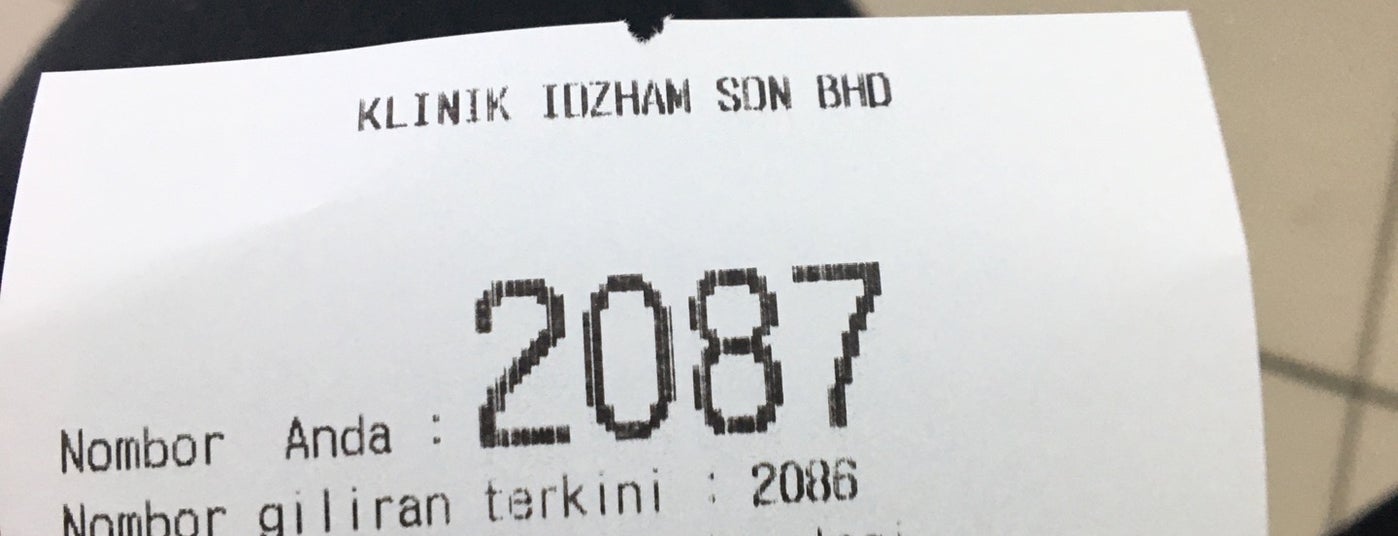 KLINIK IDZHAM SDN BHD
Nombor Anda : 2087
Nombor giliran terkini : 2086